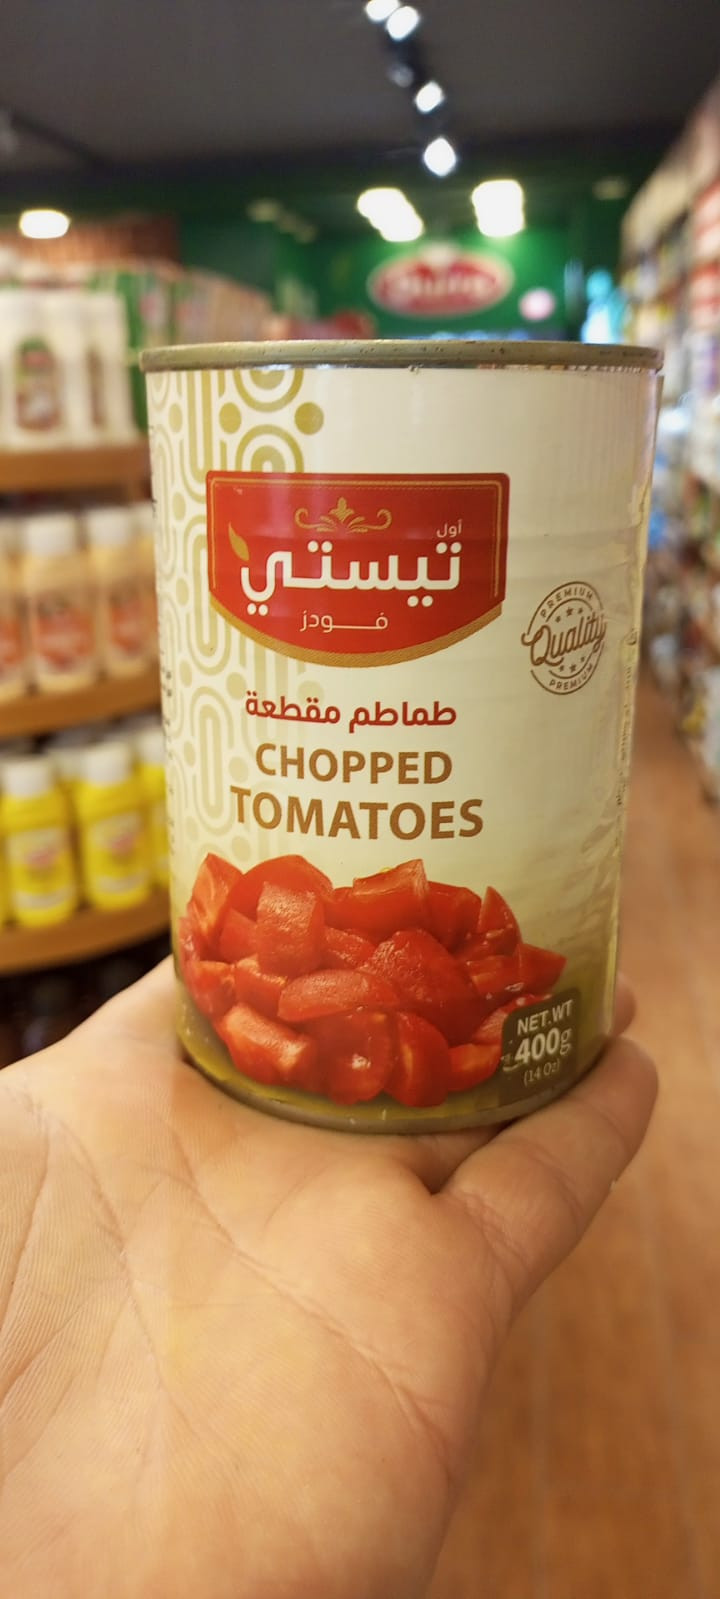 أول
تيستي
فودز
PREMIUM
Quality
PREMIUM
طماطم مقطعة
CHOPPED
TOMATOES
NET.WT
400g
(14 Oz)